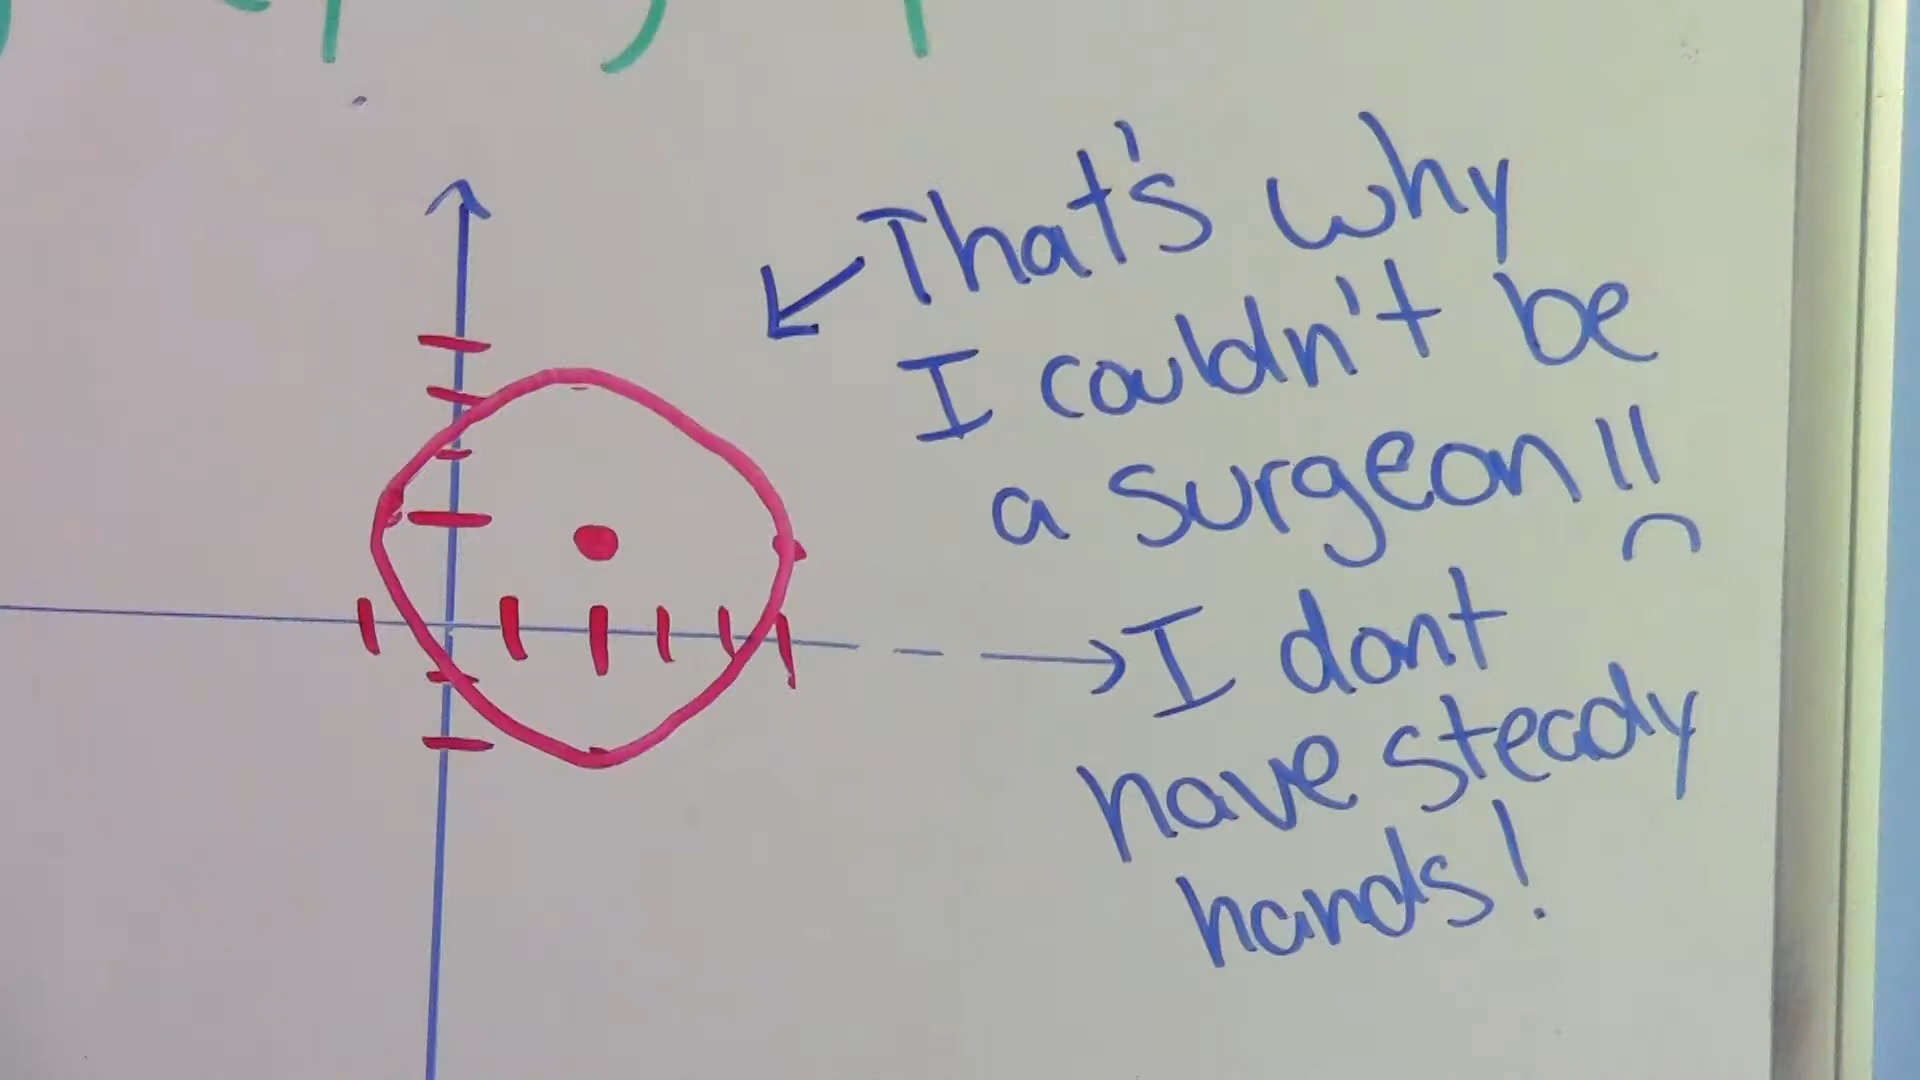 That's why
I couldn't be
a surgeon !!
I dont
have steady
hands!